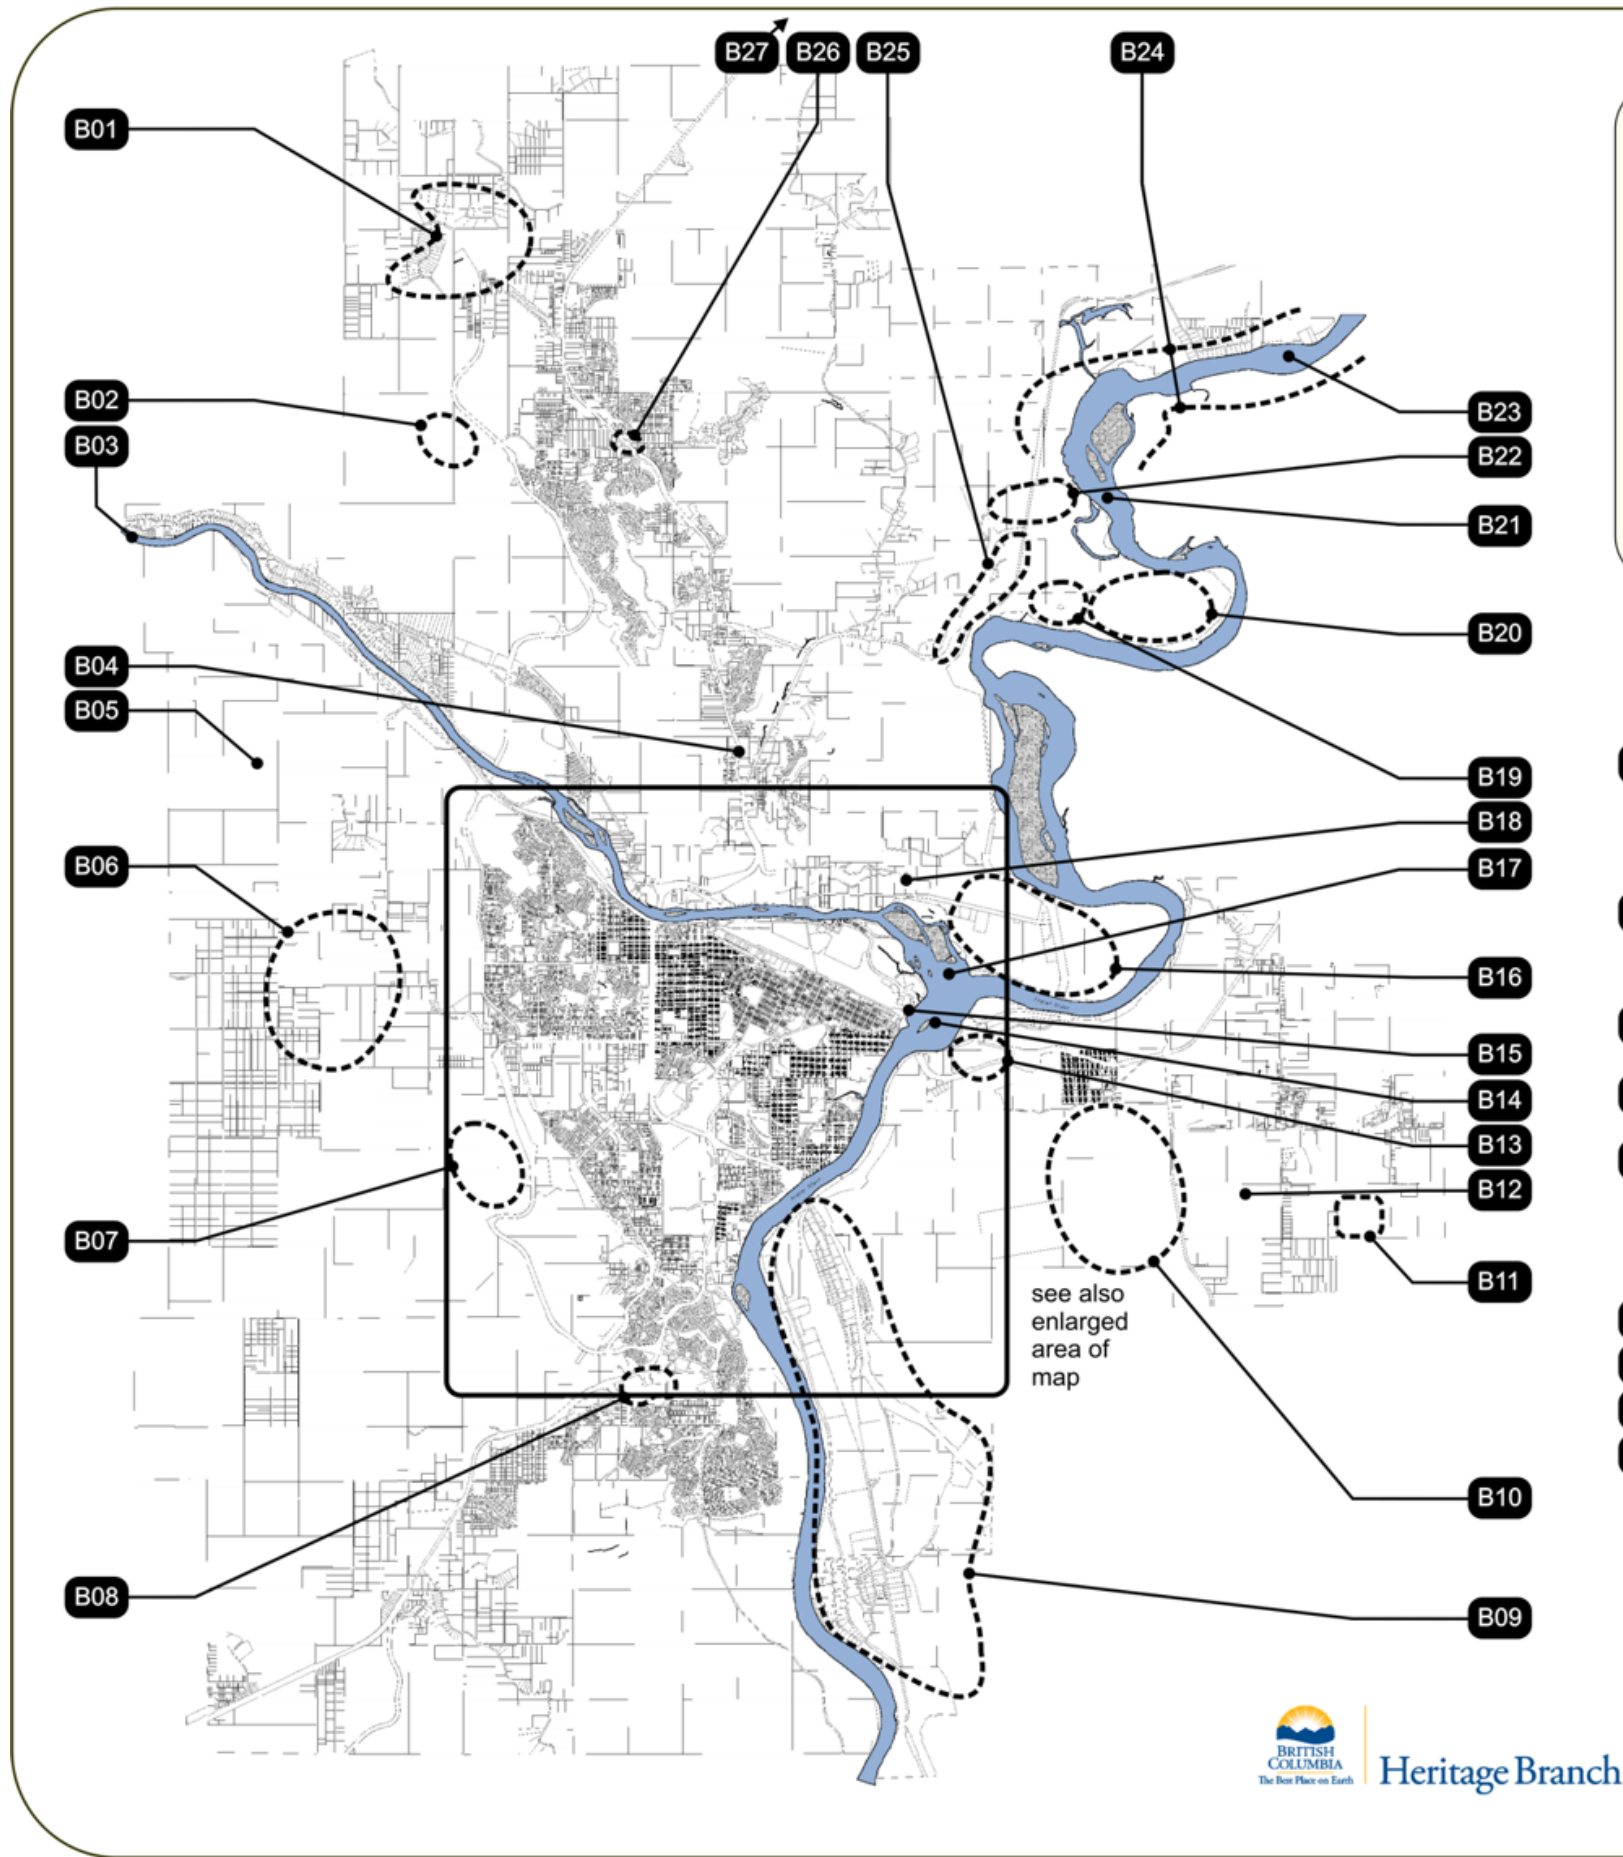 B27 B26 B25 B24
B01
B02
B03
B23
B22
B21
B20
B04
B05
B19
B18
B17
B06
B16
B15
B14
B13
B12
B07
B11
see also
enlarged
area of
map
B10
B08
B09
BRITISH
COLUMBIA
The Best Place on Earth
Heritage Branch